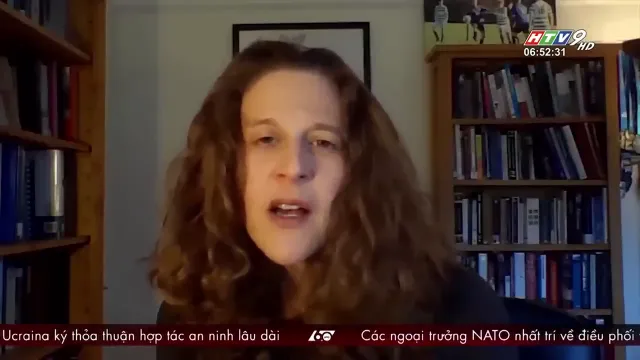 HTV9 HD
06:52:31
Ucraina ký thỏa thuận hợp tác an ninh lâu dài 60 Các ngoại trưởng NATO nhất trí về điều phối